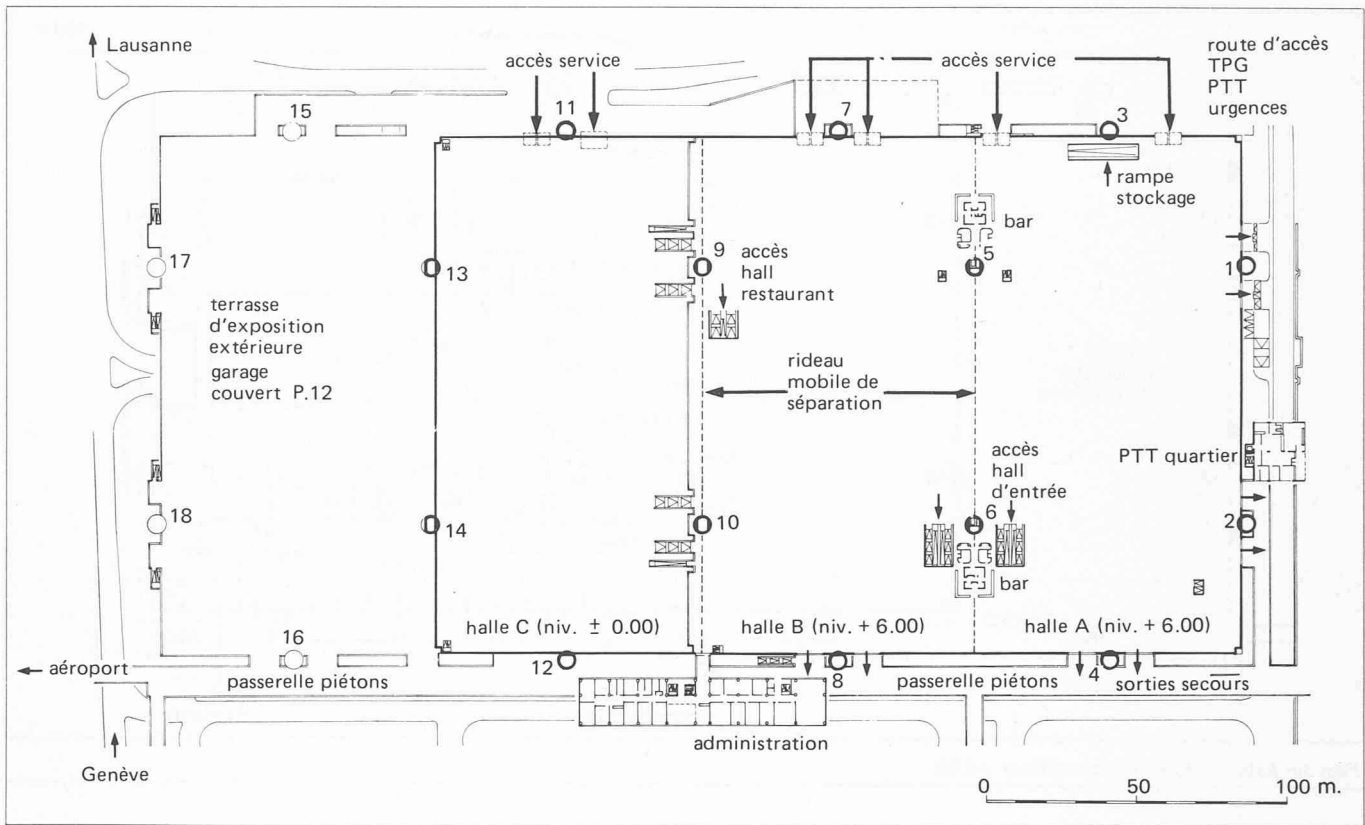 Lausanne
accès service
accès service
route d'accès
TPG
PTT
urgences
15
11
7
3
rampe
stockage
bar
17
13
9
accès
hall
restaurant
5
1
terrasse
d'exposition
extérieure
garage
couvert P.12
rideau
mobile de
séparation
accès
hall
d'entrée
PTT quartier
18
14
10
6
2
bar
halle C (niv. ± 0.00)
halle B (niv. + 6.00)
halle A (niv. + 6.00)
16
12
8
4
aéroport
passerelle piétons
passerelle piétons
sorties secours
administration
Genève
0 50 100 m.